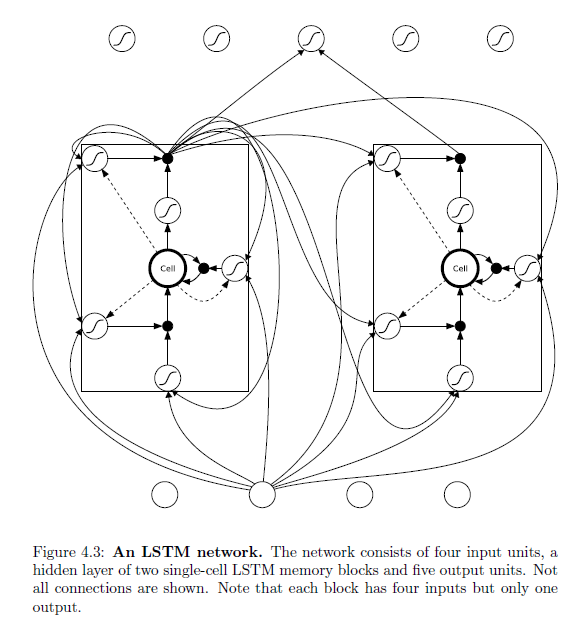 Cell
Cell
Figure 4.3: An LSTM network. The network consists of four input units, a
hidden layer of two single-cell LSTM memory blocks and five output units. Not
all connections are shown. Note that each block has four inputs but only one
output.